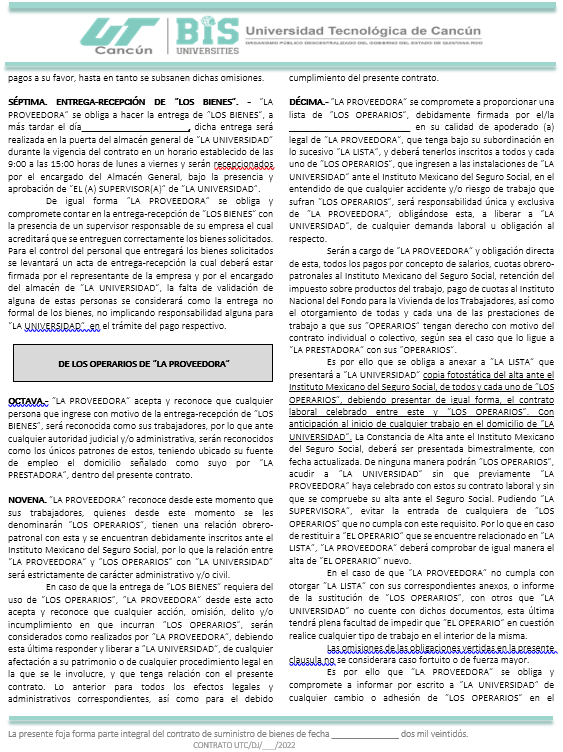 UT
Cancún
BIS
UNIVERSITIES
Universidad Tecnológica de Cancún
ORGANISMO PÚBLICO DESCENTRALIZADO DEL GOBIERNO DEL ESTADO DE QUINTANA ROO
pagos a su favor, hasta en tanto se subsanen dichas omisiones.
SÉPTIMA. ENTREGA-RECEPCIÓN DE “LOS BIENES”. - “LA
PROVEEDORA” se obliga a hacer la entrega de “LOS BIENES”, a
más tardar el día____________________, dicha entrega será
realizada en la puerta del almacén general de “LA UNIVERSIDAD”
durante la vigencia del contrato en un horario establecido de las
9:00 a las 15:00 horas de lunes a viernes y serán recepcionados
por el encargado del Almacén General, bajo la presencia y
aprobación de “EL (A) SUPERVISOR(A)” de “LA UNIVERSIDAD”.
De igual forma “LA PROVEEDORA” se obliga y
compromete contar en la entrega-recepción de “LOS BIENES” con
la presencia de un supervisor responsable de su empresa el cual
acreditará que se entreguen correctamente los bienes solicitados.
Para el control del personal que entregará los bienes solicitados
se levantará un acta de entrega-recepción la cual deberá estar
firmada por el representante de la empresa y por el encargado
del almacén de “LA UNIVERSIDAD”, la falta de validación de
alguna de estas personas se considerará como la entrega no
formal de los bienes, no implicando responsabilidad alguna para
“LA UNIVERSIDAD”, en el trámite del pago respectivo.
DE LOS OPERARIOS DE “LA PROVEEDORA”
OCTAVA.- “LA PROVEEDORA” acepta y reconoce que cualquier
persona que ingrese con motivo de la entrega-recepción de “LOS
BIENES”, será reconocida como sus trabajadores, por lo que ante
cualquier autoridad judicial y/o administrativa, serán reconocidos
como los únicos patrones de estos, teniendo ubicado su fuente
de empleo el domicilio señalado como suyo por “LA
PRESTADORA”, dentro del presente contrato.
NOVENA. “LA PROVEEDORA” reconoce desde este momento que
sus trabajadores, quienes desde este momento se les
denominarán “LOS OPERARIOS”, tienen una relación obrero-
patronal con esta y se encuentran debidamente inscritos ante el
Instituto Mexicano del Seguro Social, por lo que la relación entre
“LA PROVEEDORA” y “LOS OPERARIOS” con “LA UNIVERSIDAD”
será estrictamente de carácter administrativo y/o civil.
En caso de que la entrega de “LOS BIENES” requiera del
uso de “LOS OPERARIOS”, “LA PROVEEDORA” desde este acto
acepta y reconoce que cualquier acción, omisión, delito y/o
incumplimiento en que incurran “LOS OPERARIOS”, serán
considerados como realizados por “LA PROVEEDORA”, debiendo
esta última responder y liberar a “LA UNIVERSIDAD”, de cualquier
afectación a su patrimonio o de cualquier procedimiento legal en
la que se le involucre, y que tenga relación con el presente
contrato. Lo anterior para todos los efectos legales y
administrativos correspondientes, así como para el debido
cumplimiento del presente contrato.
DÉCIMA.- “LA PROVEEDORA” se compromete a proporcionar una
lista de “LOS OPERARIOS”, debidamente firmada por el/la
____________________ en su calidad de apoderado (a)
legal de “LA PROVEEDORA”, que tenga bajo su subordinación en
lo sucesivo “LA LISTA”, y deberá tenerlos inscritos a todos y cada
uno de “LOS OPERARIOS”, que ingresen a las instalaciones de “LA
UNIVERSIDAD” ante el Instituto Mexicano del Seguro Social, en el
entendido de que cualquier accidente y/o riesgo de trabajo que
sufran “LOS OPERARIOS”, será responsabilidad única y exclusiva
de “LA PROVEEDORA”, obligándose esta, a liberar a “LA
UNIVERSIDAD”, de cualquier demanda laboral u obligación al
respecto.
Serán a cargo de “LA PROVEEDORA” y obligación directa
de esta, todos los pagos por concepto de salarios, cuotas obrero-
patronales al Instituto Mexicano del Seguro Social, retención del
impuesto sobre productos del trabajo, pago de cuotas al Instituto
Nacional del Fondo para la Vivienda de los Trabajadores, así como
el otorgamiento de todas y cada una de las prestaciones de
trabajo a que sus “OPERARIOS” tengan derecho con motivo del
contrato individual o colectivo, según sea el caso que lo ligue a
“LA PRESTADORA” con sus “OPERARIOS”.
Es por ello que se obliga a anexar a “LA LISTA” que
presentará a “LA UNIVERSIDAD” copia fotostática del alta ante el
Instituto Mexicano del Seguro Social, de todos y cada uno de “LOS
OPERARIOS”, debiendo presentar de igual forma, el contrato
laboral celebrado entre este y “LOS OPERARIOS”. Con
anticipación al inicio de cualquier trabajo en el domicilio de “LA
UNIVERSIDAD”. La Constancia de Alta ante el Instituto Mexicano
del Seguro Social, deberá ser presentada bimestralmente, con
fecha actualizada. De ninguna manera podrán “LOS OPERARIOS”,
acudir a “LA UNIVERSIDAD” sin que previamente “LA
PROVEEDORA” haya celebrado con estos su contrato laboral y sin
que se compruebe su alta ante el Seguro Social. Pudiendo “LA
SUPERVISORA”, evitar la entrada de cualquiera de “LOS
OPERARIOS” que no cumpla con este requisito. Por lo que en caso
de restituir a “EL OPERARIO” que se encuentre relacionado en “LA
LISTA”, “LA PROVEEDORA” deberá comprobar de igual manera el
alta de “EL OPERARIO” nuevo.
En el caso de que “LA PROVEEDORA” no cumpla con
otorgar “LA LISTA” con sus correspondientes anexos, o informe
de la sustitución de “LOS OPERARIOS”, con otros que “LA
UNIVERSIDAD” no cuente con dichos documentos, esta última
tendrá plena facultad de impedir que “EL OPERARIO” en cuestión
realice cualquier tipo de trabajo en el interior de la misma.
Las omisiones de las obligaciones vertidas en la presente
clausula no se considerara caso fortuito o de fuerza mayor.
Es por ello que “LA PROVEEDORA” se obliga y
compromete a informar por escrito a “LA UNIVERSIDAD” de
cualquier cambio o adhesión de “LOS OPERARIOS” en el
La presente foja forma parte integral del contrato de suministro de bienes de fecha ________________ dos mil veintidós.
CONTRATO UTC/DJ/___/2022